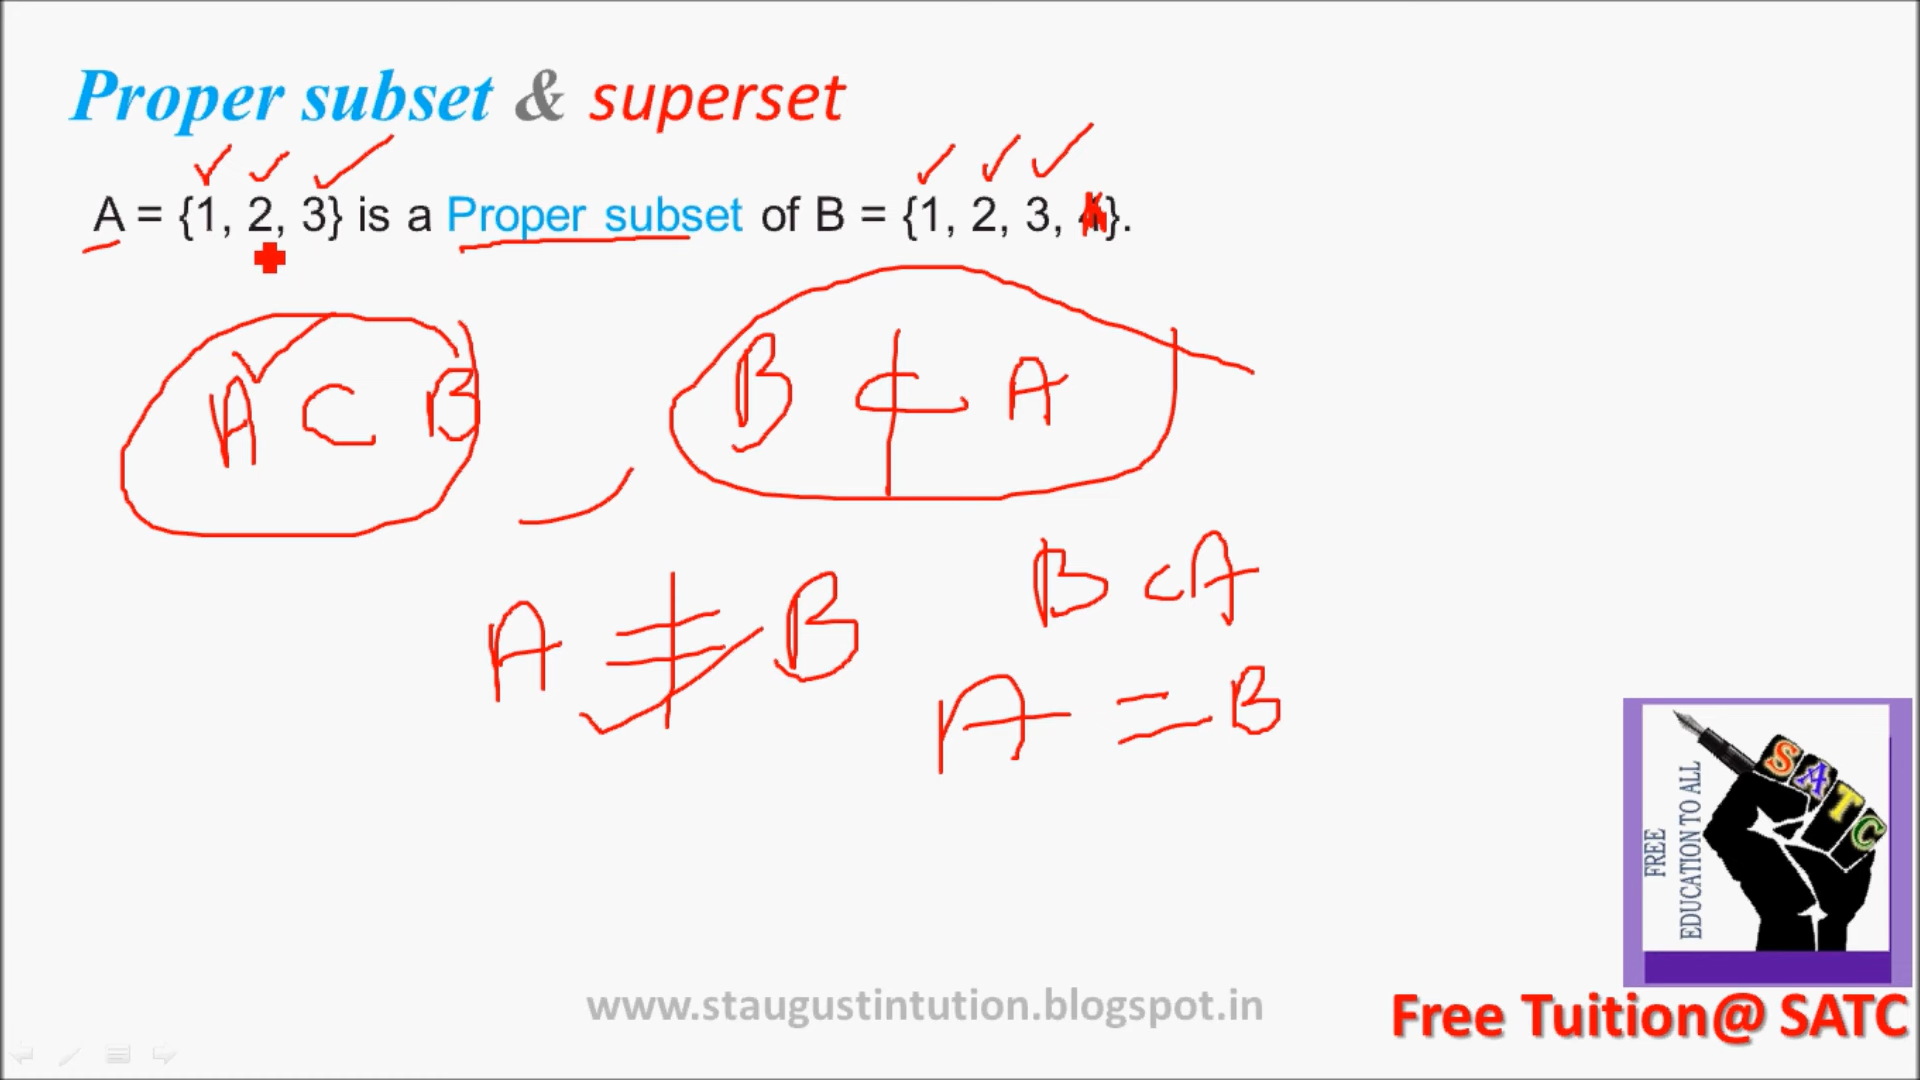 Proper subset & superset
A = {1, 2, 3} is a Proper subset of B = {1, 2, 3, 4}.
A ⊂ B
B ⊄ A
B ⊂ A
A ≠ B
A = B
SATC
FREE
EDUCATION TO ALL
www.staugustintution.blogspot.in
Free Tuition@ SATC